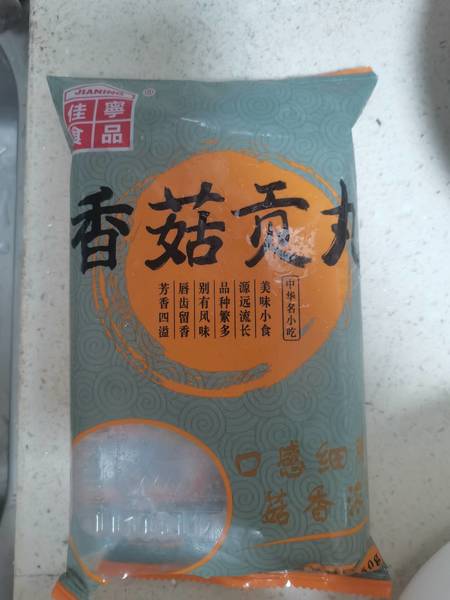 JIANING
®
佳寧
食品
香菇贡丸
中华名小吃
美味小食
源远流长
品种繁多
别有风味
唇齿留香
芳香四溢
口感细
菇香